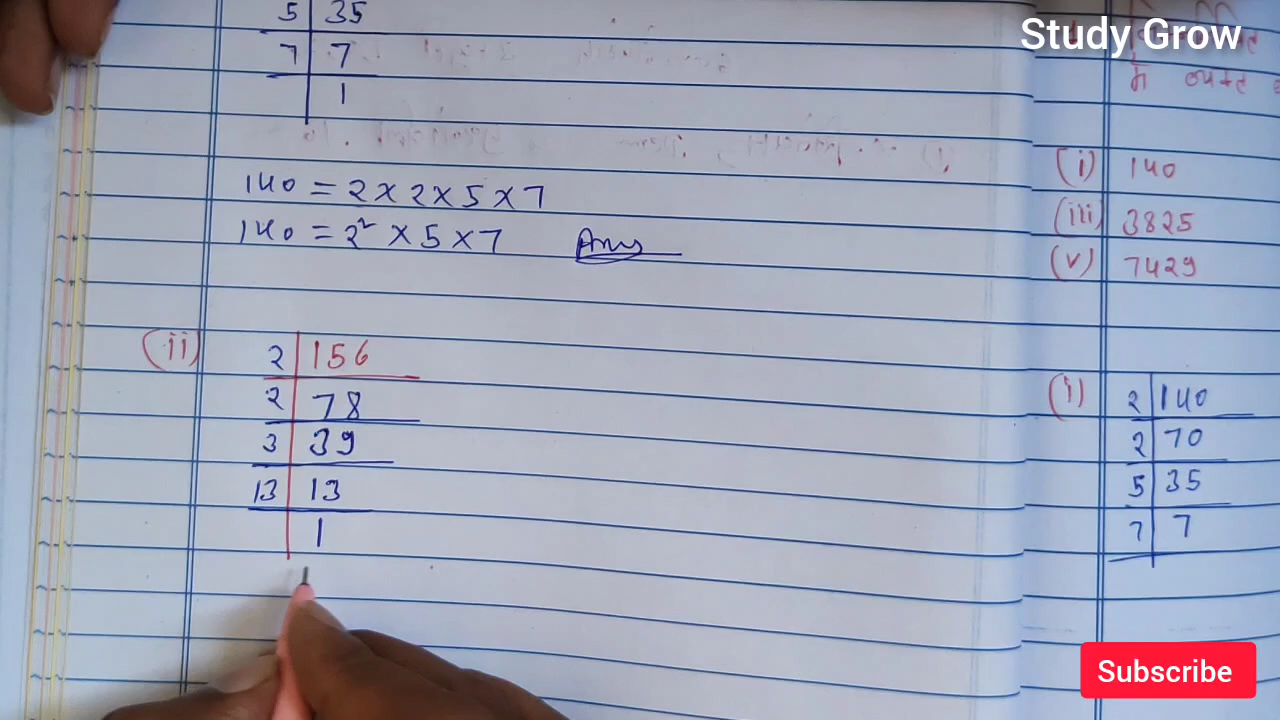 5 | 35
7 | 7
1
140 = 2 × 2 × 5 × 7
140 = 2² × 5 × 7 Ans
(ii) 2 | 156
2 | 78
3 | 39
13 | 13
1
Study Grow
(i) 140
(iii) 3825
(v) 7429
(i) 2 | 140
2 | 70
5 | 35
7 | 7
Subscribe